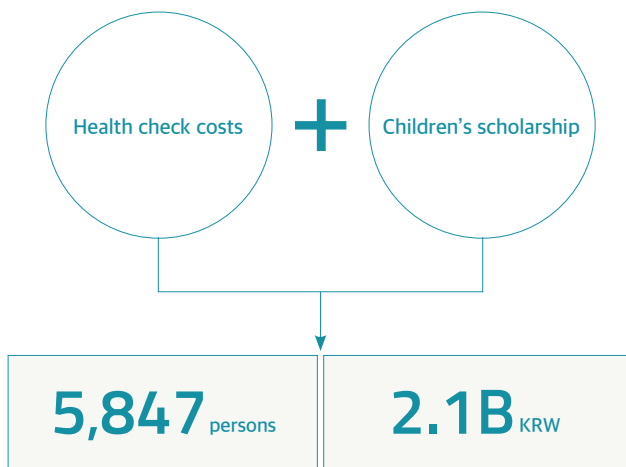 Health check costs
+
Children’s scholarship
5,847 persons
2.1B KRW